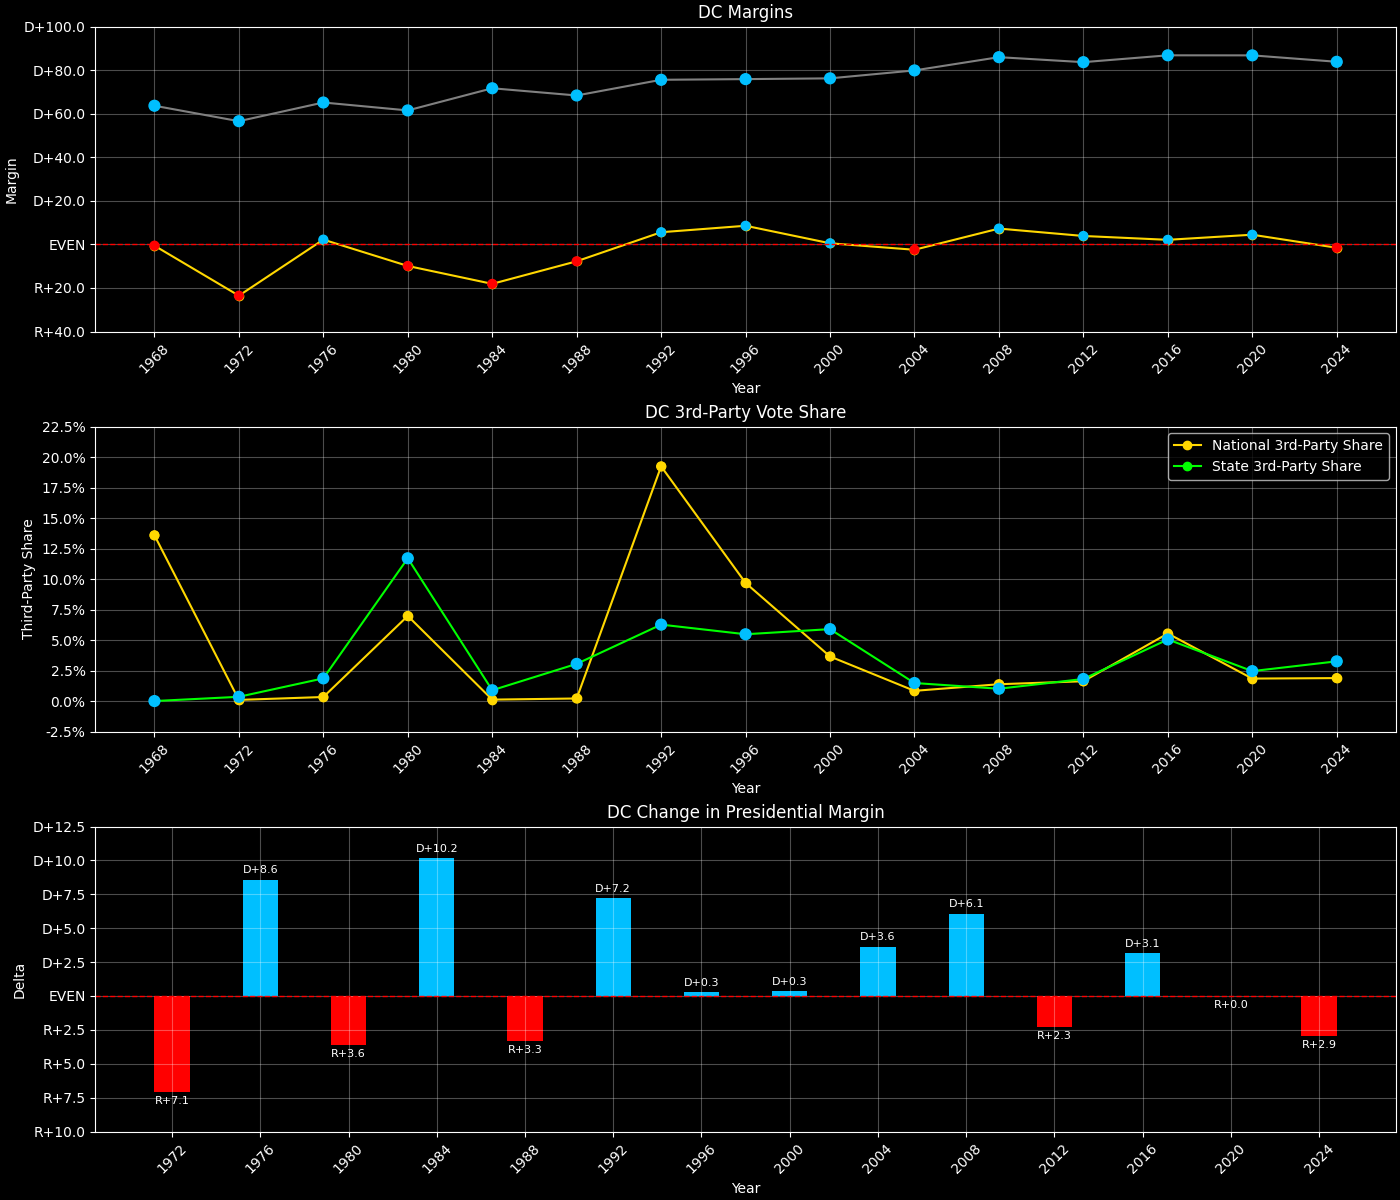 DC Margins
D+100.0
D+80.0
D+60.0
D+40.0
D+20.0
EVEN
R+20.0
R+40.0
Margin
1968
1972
1976
1980
1984
1988
1992
1996
2000
2004
2008
2012
2016
2020
2024
Year
DC 3rd-Party Vote Share
22.5%
20.0%
17.5%
15.0%
12.5%
10.0%
7.5%
5.0%
2.5%
0.0%
-2.5%
Third-Party Share
National 3rd-Party Share
State 3rd-Party Share
1968
1972
1976
1980
1984
1988
1992
1996
2000
2004
2008
2012
2016
2020
2024
Year
DC Change in Presidential Margin
D+12.5
D+10.0
D+7.5
D+5.0
D+2.5
EVEN
R+2.5
R+5.0
R+7.5
R+10.0
Delta
R+7.1
D+8.6
R+3.6
D+10.2
R+3.3
D+7.2
D+0.3
D+0.3
D+3.6
D+6.1
R+2.3
D+3.1
R+0.0
R+2.9
1972
1976
1980
1984
1988
1992
1996
2000
2004
2008
2012
2016
2020
2024
Year